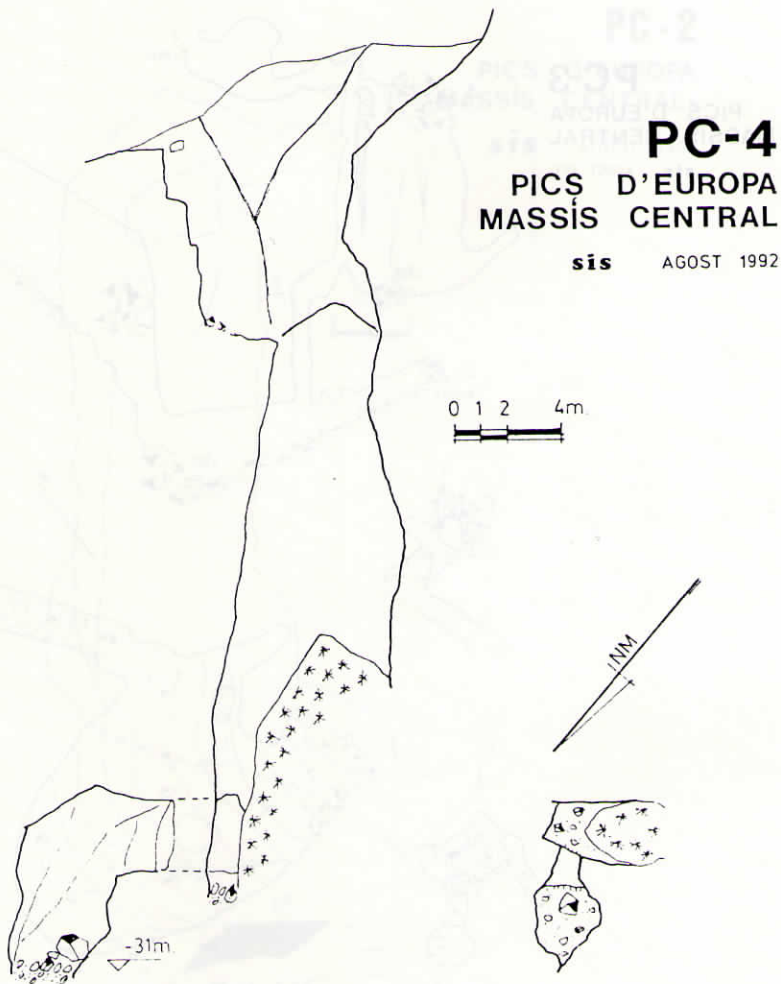 PC-4
PICS D'EUROPA
MASSÍS CENTRAL
sis AGOST 1992
0 1 2 4m.
NM
-31m.